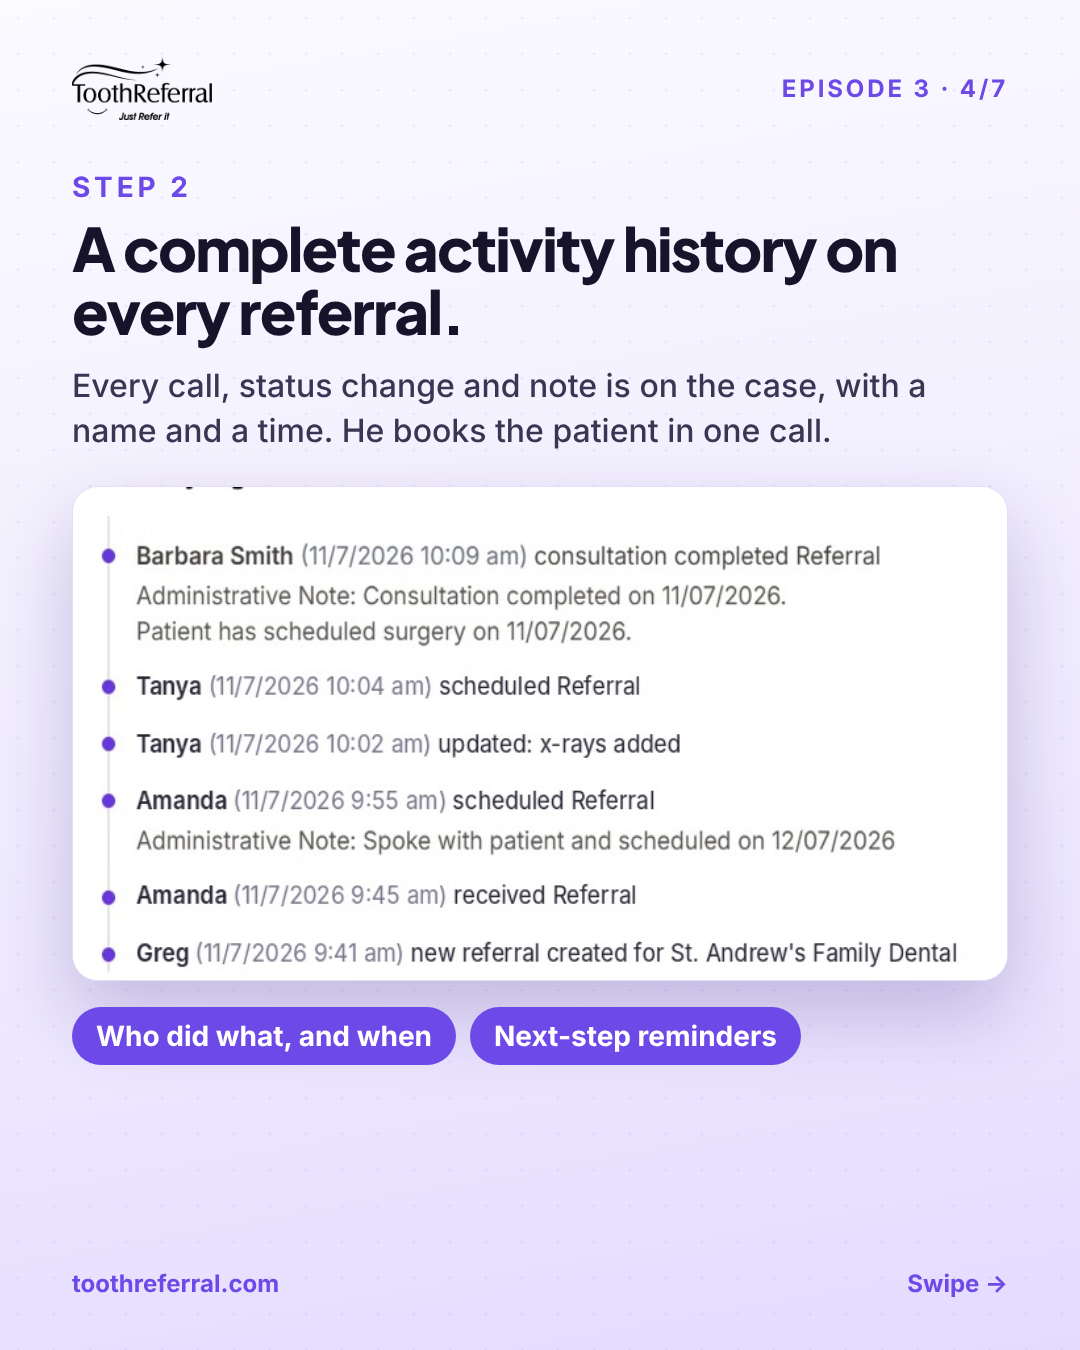 ToothReferral
Just Refer it
EPISODE 3 · 4/7
STEP 2
A complete activity history on
every referral.
Every call, status change and note is on the case, with a
name and a time. He books the patient in one call.
Barbara Smith (11/7/2026 10:09 am) consultation completed Referral
Administrative Note: Consultation completed on 11/07/2026.
Patient has scheduled surgery on 11/07/2026.
Tanya (11/7/2026 10:04 am) scheduled Referral
Tanya (11/7/2026 10:02 am) updated: x-rays added
Amanda (11/7/2026 9:55 am) scheduled Referral
Administrative Note: Spoke with patient and scheduled on 12/07/2026
Amanda (11/7/2026 9:45 am) received Referral
Greg (11/7/2026 9:41 am) new referral created for St. Andrew's Family Dental
Who did what, and when
Next-step reminders
toothreferral.com
Swipe →